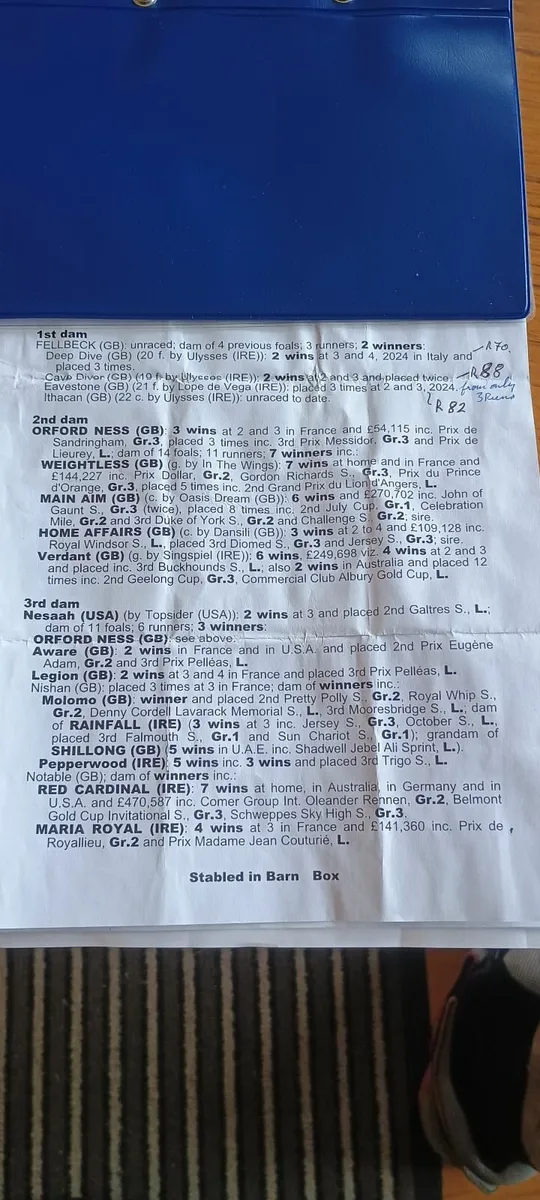 1st dam
FELLBECK (GB): unraced; dam of 4 previous foals; 3 runners; 2 winners:
Deep Dive (GB) (20 f. by Ulysses (IRE)): 2 wins at 3 and 4, 2024 in Italy and
placed 3 times.
R70.
Cave Diver (GB) (19 f. by Ulysses (IRE)): 2 wins at 2 and 3 and placed twice.
R88
Eavestone (GB) (21 f. by Lope de Vega (IRE)): placed 3 times at 2 and 3, 2024.
from only
3 runs
R 82
Ithacan (GB) (22 c. by Ulysses (IRE)): unraced to date.
2nd dam
ORFORD NESS (GB): 3 wins at 2 and 3 in France and £54,115 inc. Prix de
Sandringham, Gr.3, placed 3 times inc. 3rd Prix Messidor, Gr.3 and Prix de
Lieurey, L.; dam of 14 foals; 11 runners; 7 winners inc.:
WEIGHTLESS (GB) (g. by In The Wings): 7 wins at home and in France and
£144,227 inc. Prix Dollar, Gr.2, Gordon Richards S., Gr.3, Prix du Prince
d'Orange, Gr.3, placed 5 times inc. 2nd Grand Prix du Lion d'Angers, L.
MAIN AIM (GB) (c. by Oasis Dream (GB)): 6 wins and £270,702 inc. John of
Gaunt S., Gr.3 (twice), placed 8 times inc. 2nd July Cup, Gr.1, Celebration
Mile, Gr.2 and 3rd Duke of York S., Gr.2 and Challenge S., Gr.2; sire.
HOME AFFAIRS (GB) (c. by Dansili (GB)): 3 wins at 2 to 4 and £109,128 inc.
Royal Windsor S., L., placed 3rd Diomed S., Gr.3 and Jersey S., Gr.3; sire.
Verdant (GB) (g. by Singspiel (IRE)): 6 wins, £249,698 viz. 4 wins at 2 and 3
and placed inc. 3rd Buckhounds S., L.; also 2 wins in Australia and placed 12
times inc. 2nd Geelong Cup, Gr.3, Commercial Club Albury Gold Cup, L.
3rd dam
Nesaah (USA) (by Topsider (USA)): 2 wins at 3 and placed 2nd Galtres S., L.;
dam of 11 foals; 6 runners; 3 winners:
ORFORD NESS (GB): see above.
Aware (GB): 2 wins in France and in U.S.A. and placed 2nd Prix Eugène
Adam, Gr.2 and 3rd Prix Pelléas, L.
Legion (GB): 2 wins at 3 and 4 in France and placed 3rd Prix Pelléas, L.
Nishan (GB): placed 3 times at 3 in France; dam of winners inc.:
Molomo (GB): winner and placed 2nd Pretty Polly S., Gr.2, Royal Whip S.,
Gr.2, Denny Cordell Lavarack Memorial S., L., 3rd Mooresbridge S., L.; dam
of RAINFALL (IRE) (3 wins at 3 inc. Jersey S., Gr.3, October S., L.,
placed 3rd Falmouth S., Gr.1 and Sun Chariot S., Gr.1); grandam of
SHILLONG (GB) (5 wins in U.A.E. inc. Shadwell Jebel Ali Sprint, L.).
Pepperwood (IRE): 5 wins inc. 3 wins and placed 3rd Trigo S., L.
Notable (GB); dam of winners inc.:
RED CARDINAL (IRE): 7 wins at home, in Australia, in Germany and in
U.S.A. and £470,587 inc. Comer Group Int. Oleander Rennen, Gr.2, Belmont
Gold Cup Invitational S., Gr.3, Schweppes Sky High S., Gr.3.
MARIA ROYAL (IRE): 4 wins at 3 in France and £141,360 inc. Prix de
Royallieu, Gr.2 and Prix Madame Jean Couturié, L.
Stabled in Barn Box